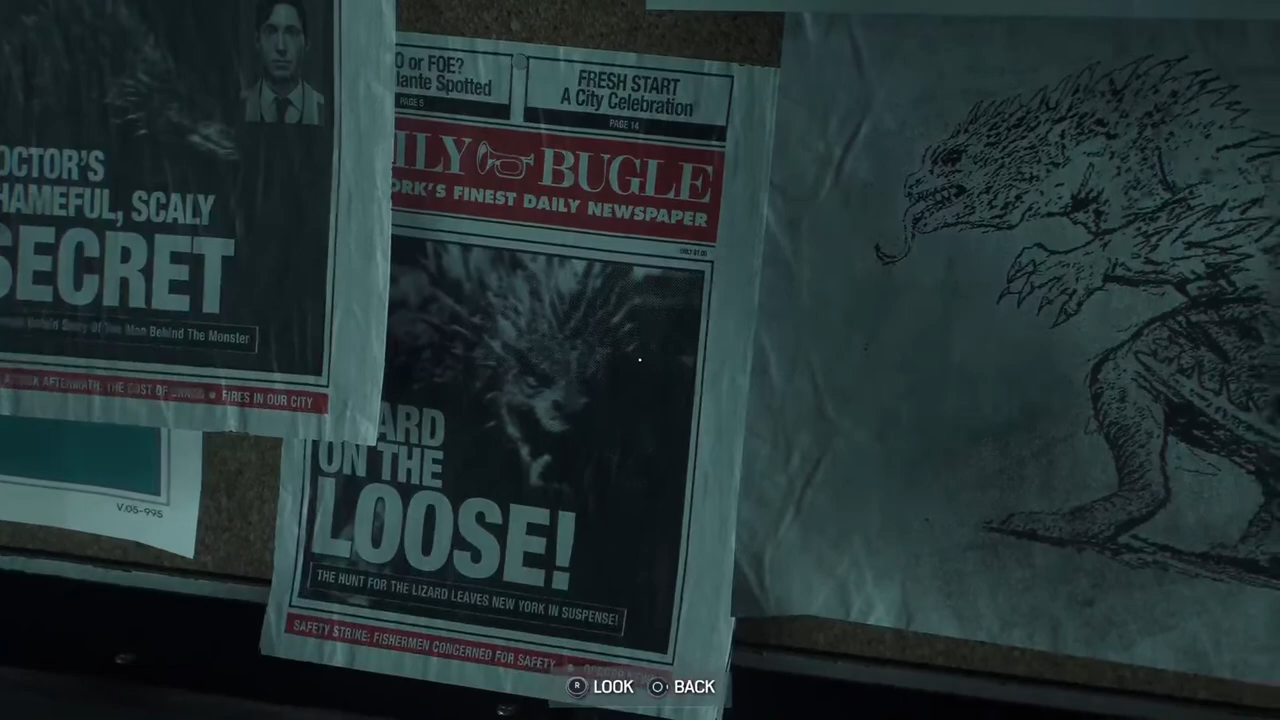 OCTOR'S
HAMEFUL, SCALY
SECRET
Man Behind The Monster
AFTERMATH: THE COST OF
FIRES IN OUR CITY
V.05-995
O or FOE?
lante Spotted
PAGE 6
FRESH START
A City Celebration
PAGE 14
ILY BUGLE
ORK'S FINEST DAILY NEWSPAPER
ARD
ON THE
LOOSE!
THE HUNT FOR THE LIZARD LEAVES NEW YORK IN SUSPENSE!
SAFETY STRIKE: FISHERMEN CONCERNED FOR SAFETY
R LOOK BACK